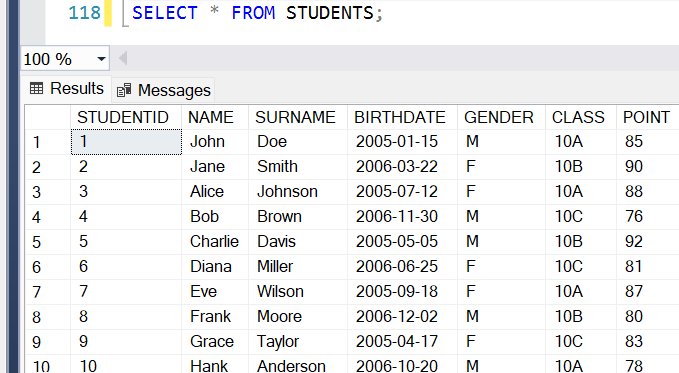 118 SELECT * FROM STUDENTS;
100 %
Results Messages
STUDENTID NAME SURNAME BIRTHDATE GENDER CLASS POINT
1 1 John Doe 2005-01-15 M 10A 85
2 2 Jane Smith 2006-03-22 F 10B 90
3 3 Alice Johnson 2005-07-12 F 10A 88
4 4 Bob Brown 2006-11-30 M 10C 76
5 5 Charlie Davis 2005-05-05 M 10B 92
6 6 Diana Miller 2006-06-25 F 10C 81
7 7 Eve Wilson 2005-09-18 F 10A 87
8 8 Frank Moore 2006-12-02 M 10B 80
9 9 Grace Taylor 2005-04-17 F 10C 83
10 10 Hank Anderson 2006-10-20 M 10A 78